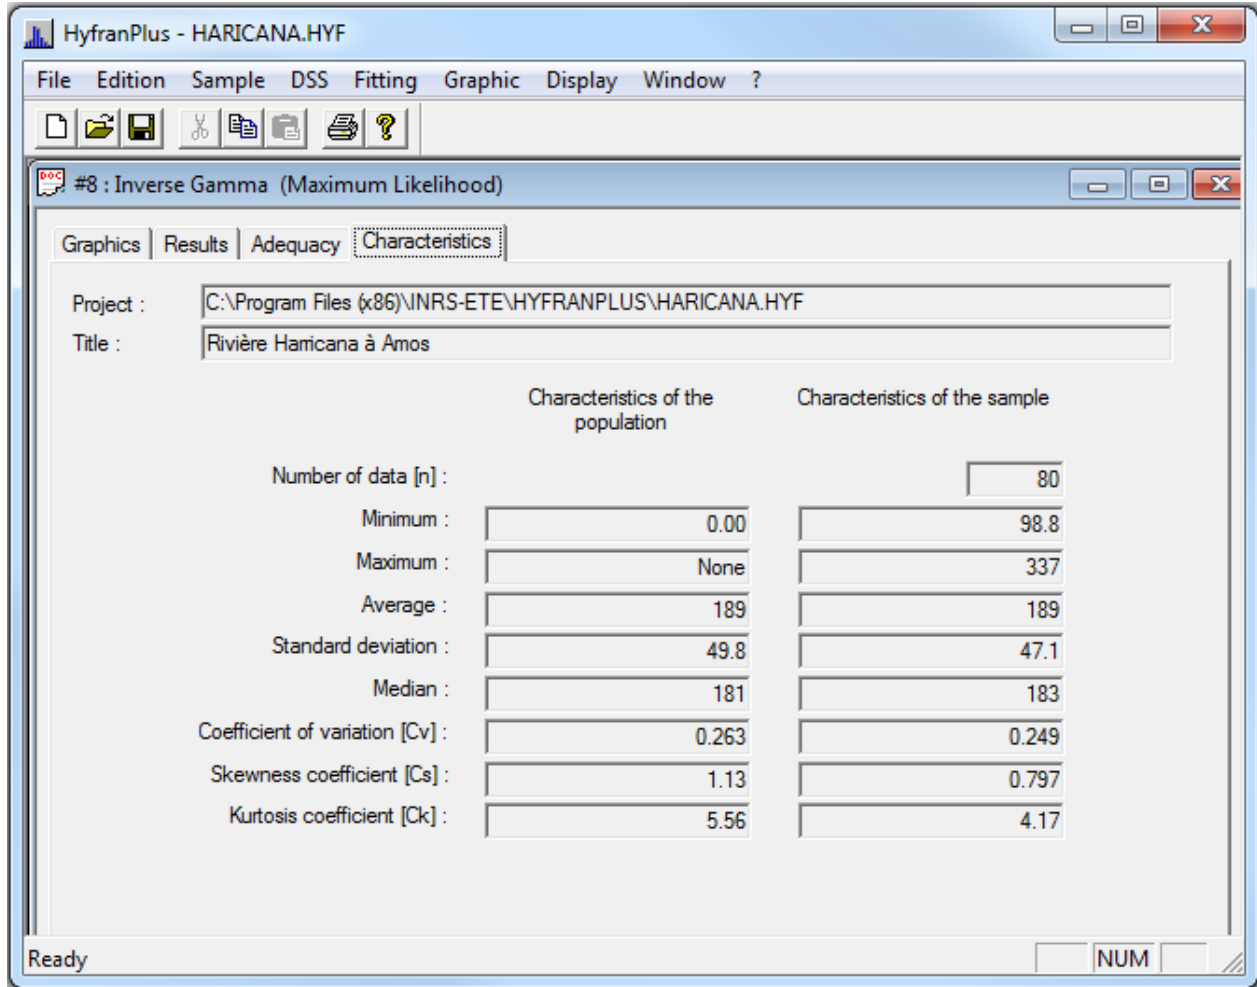 HyfranPlus - HARICANA.HYF
File Edition Sample DSS Fitting Graphic Display Window ?
#8 : Inverse Gamma (Maximum Likelihood)
Graphics Results Adequacy Characteristics
Project : C:\Program Files (x86)\INRS-ETE\HYFRANPLUS\HARICANA.HYF
Title : Rivière Harricana à Amos
Characteristics of the population Characteristics of the sample
Number of data [n] : 80
Minimum : 0.00 98.8
Maximum : None 337
Average : 189 189
Standard deviation : 49.8 47.1
Median : 181 183
Coefficient of variation [Cv] : 0.263 0.249
Skewness coefficient [Cs] : 1.13 0.797
Kurtosis coefficient [Ck] : 5.56 4.17
Ready NUM